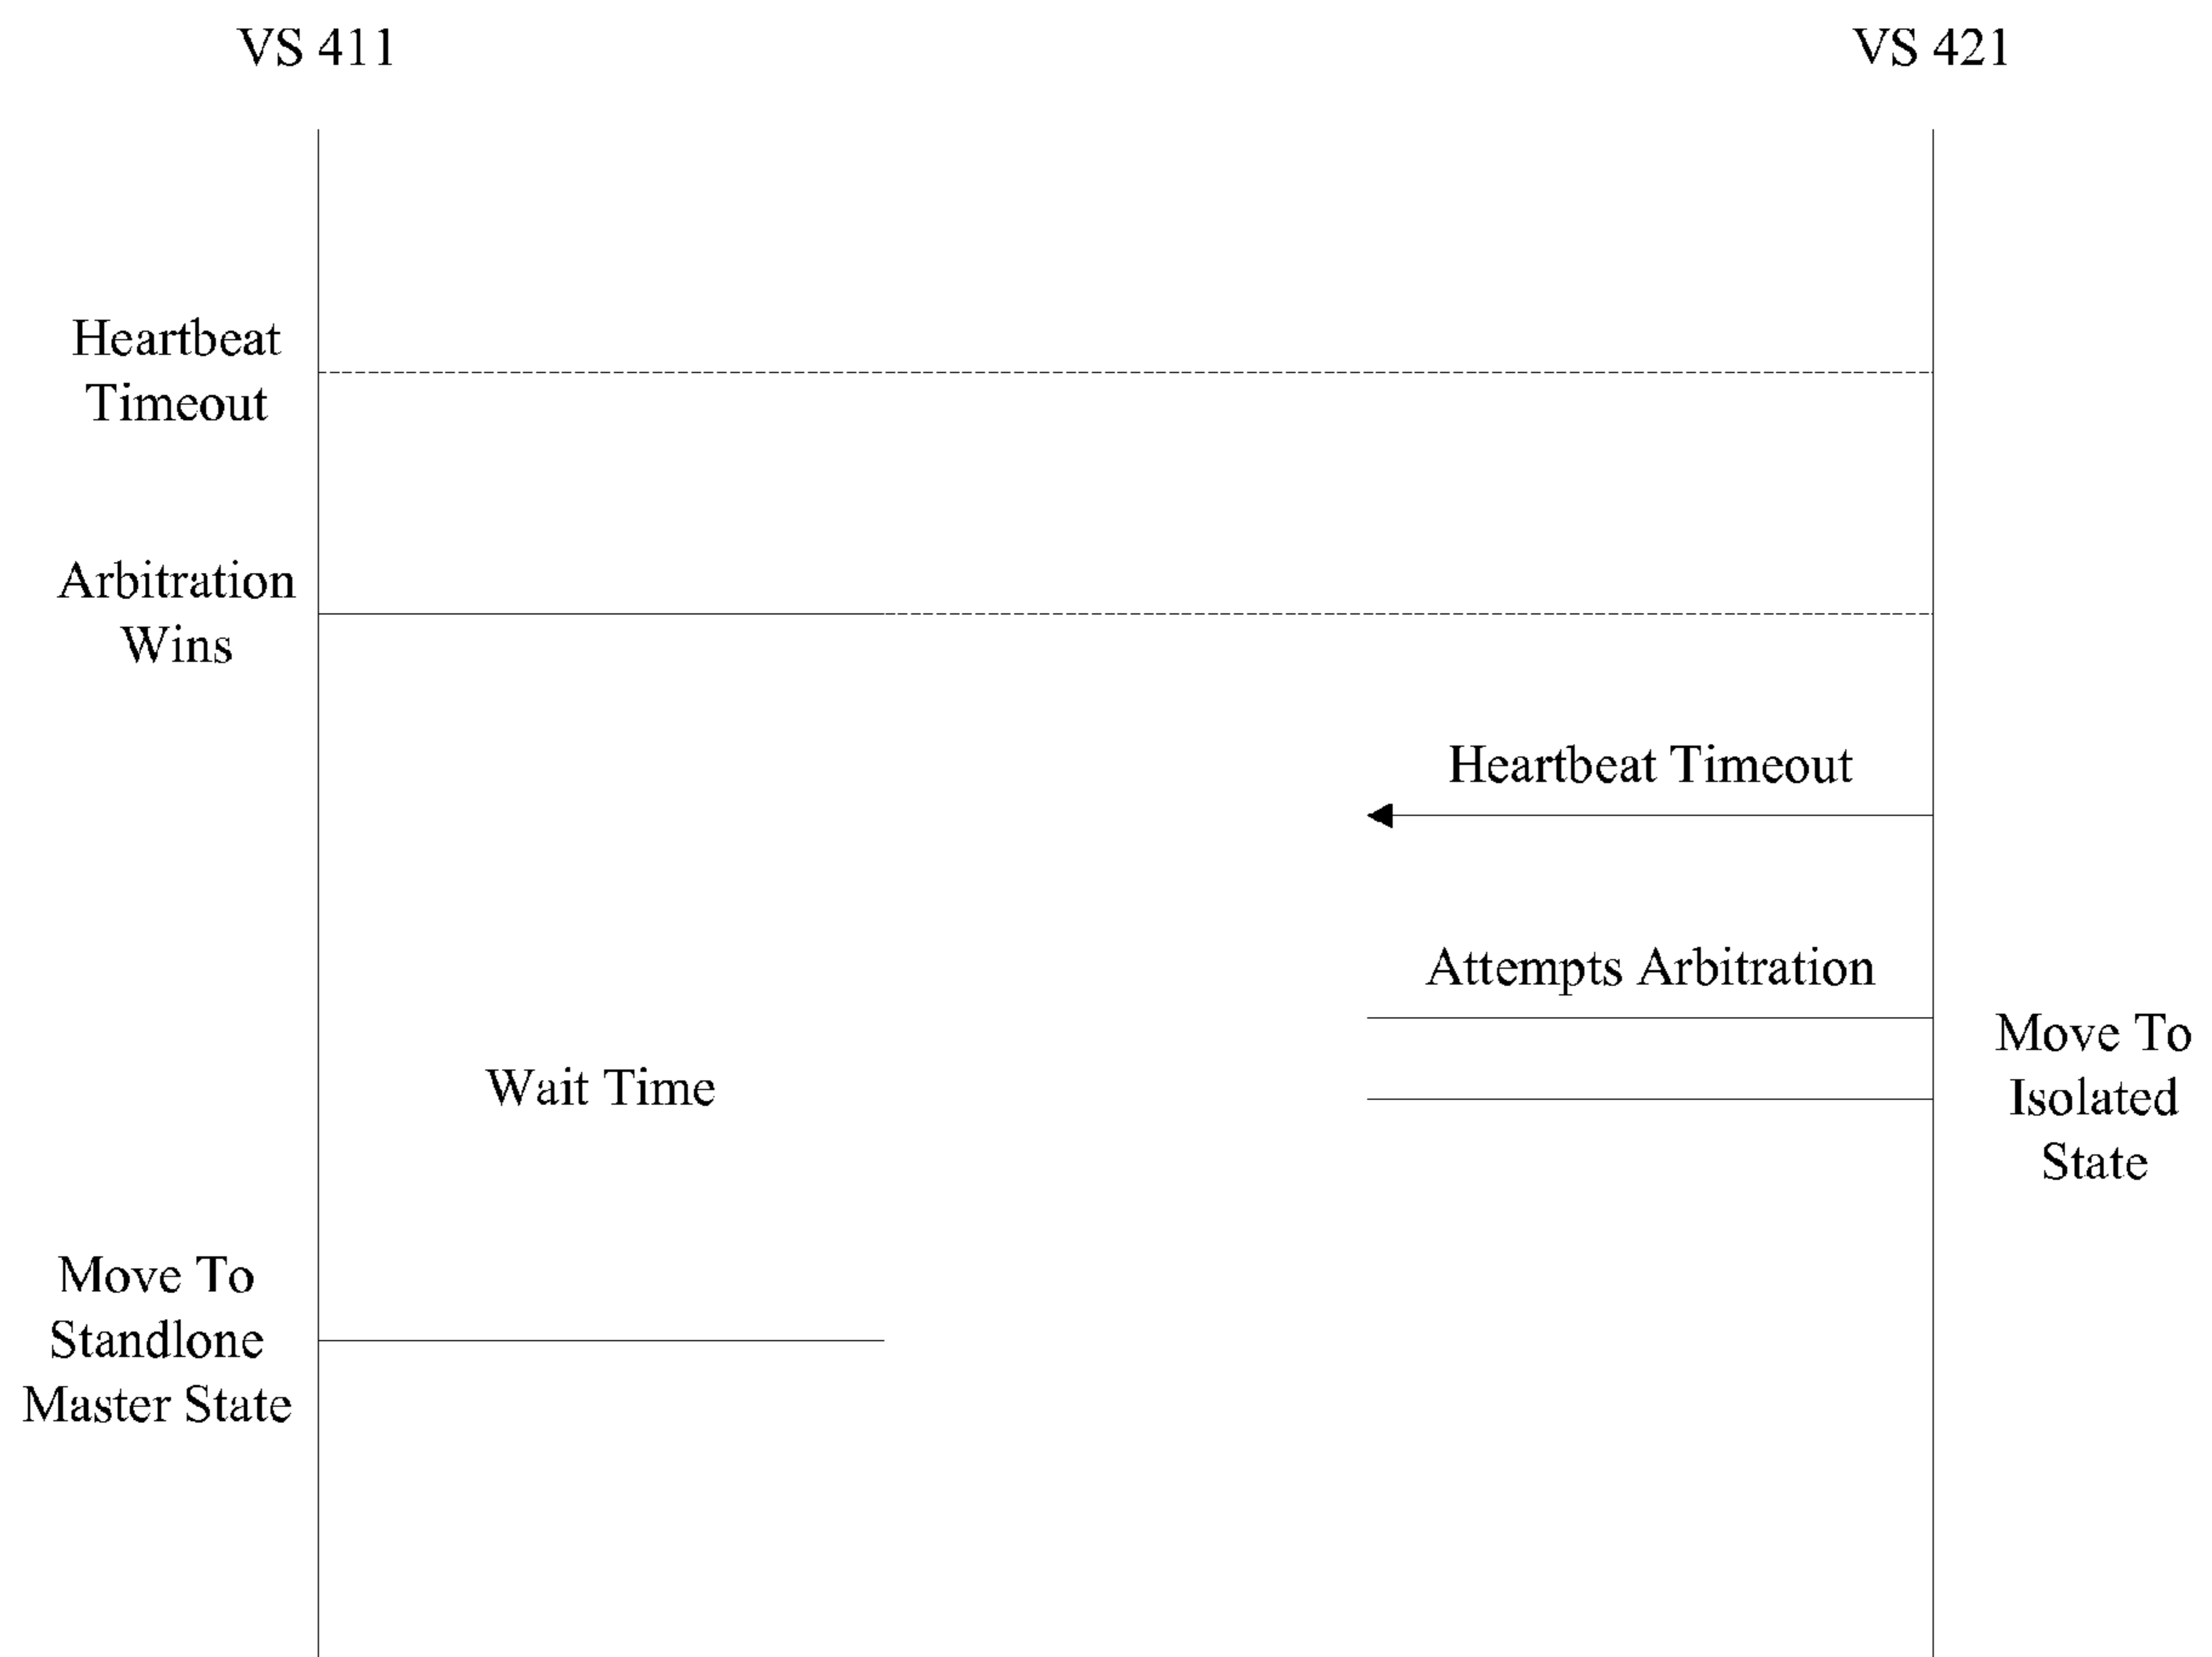 VS 411
VS 421
Heartbeat
Timeout
Arbitration
Wins
Heartbeat Timeout
Attempts Arbitration
Move To
Isolated
State
Wait Time
Move To
Standlone
Master State